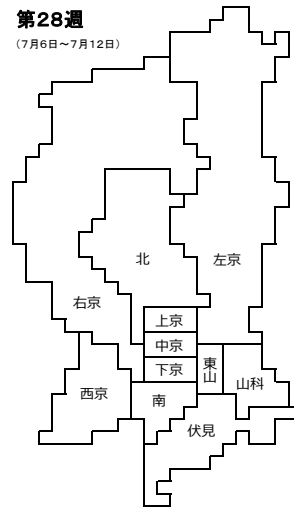 第28週
（7月6日～7月12日）
北
左京
右京
上京
中京
下京
東山
山科
西京
南
伏見